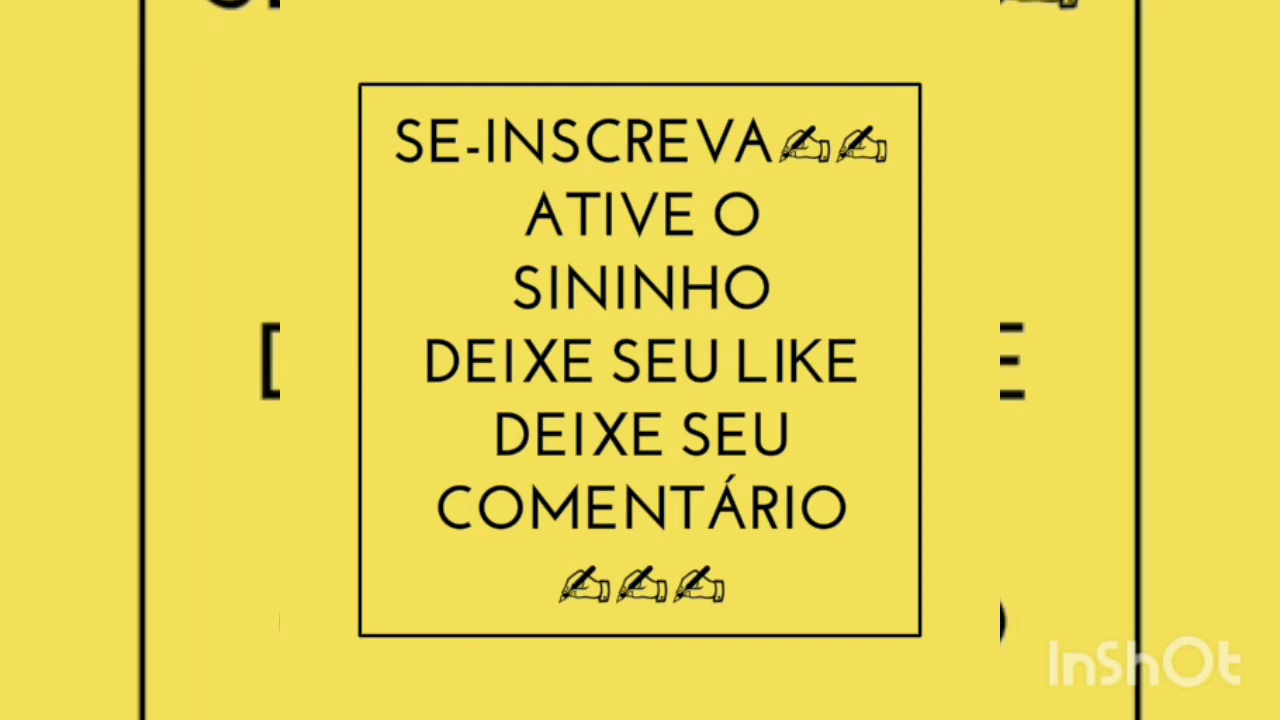 SE-INSCREVA✍✍
ATIVE O
SININHO
DEIXE SEU LIKE
DEIXE SEU
COMENTÁRIO
✍✍✍
InShOt